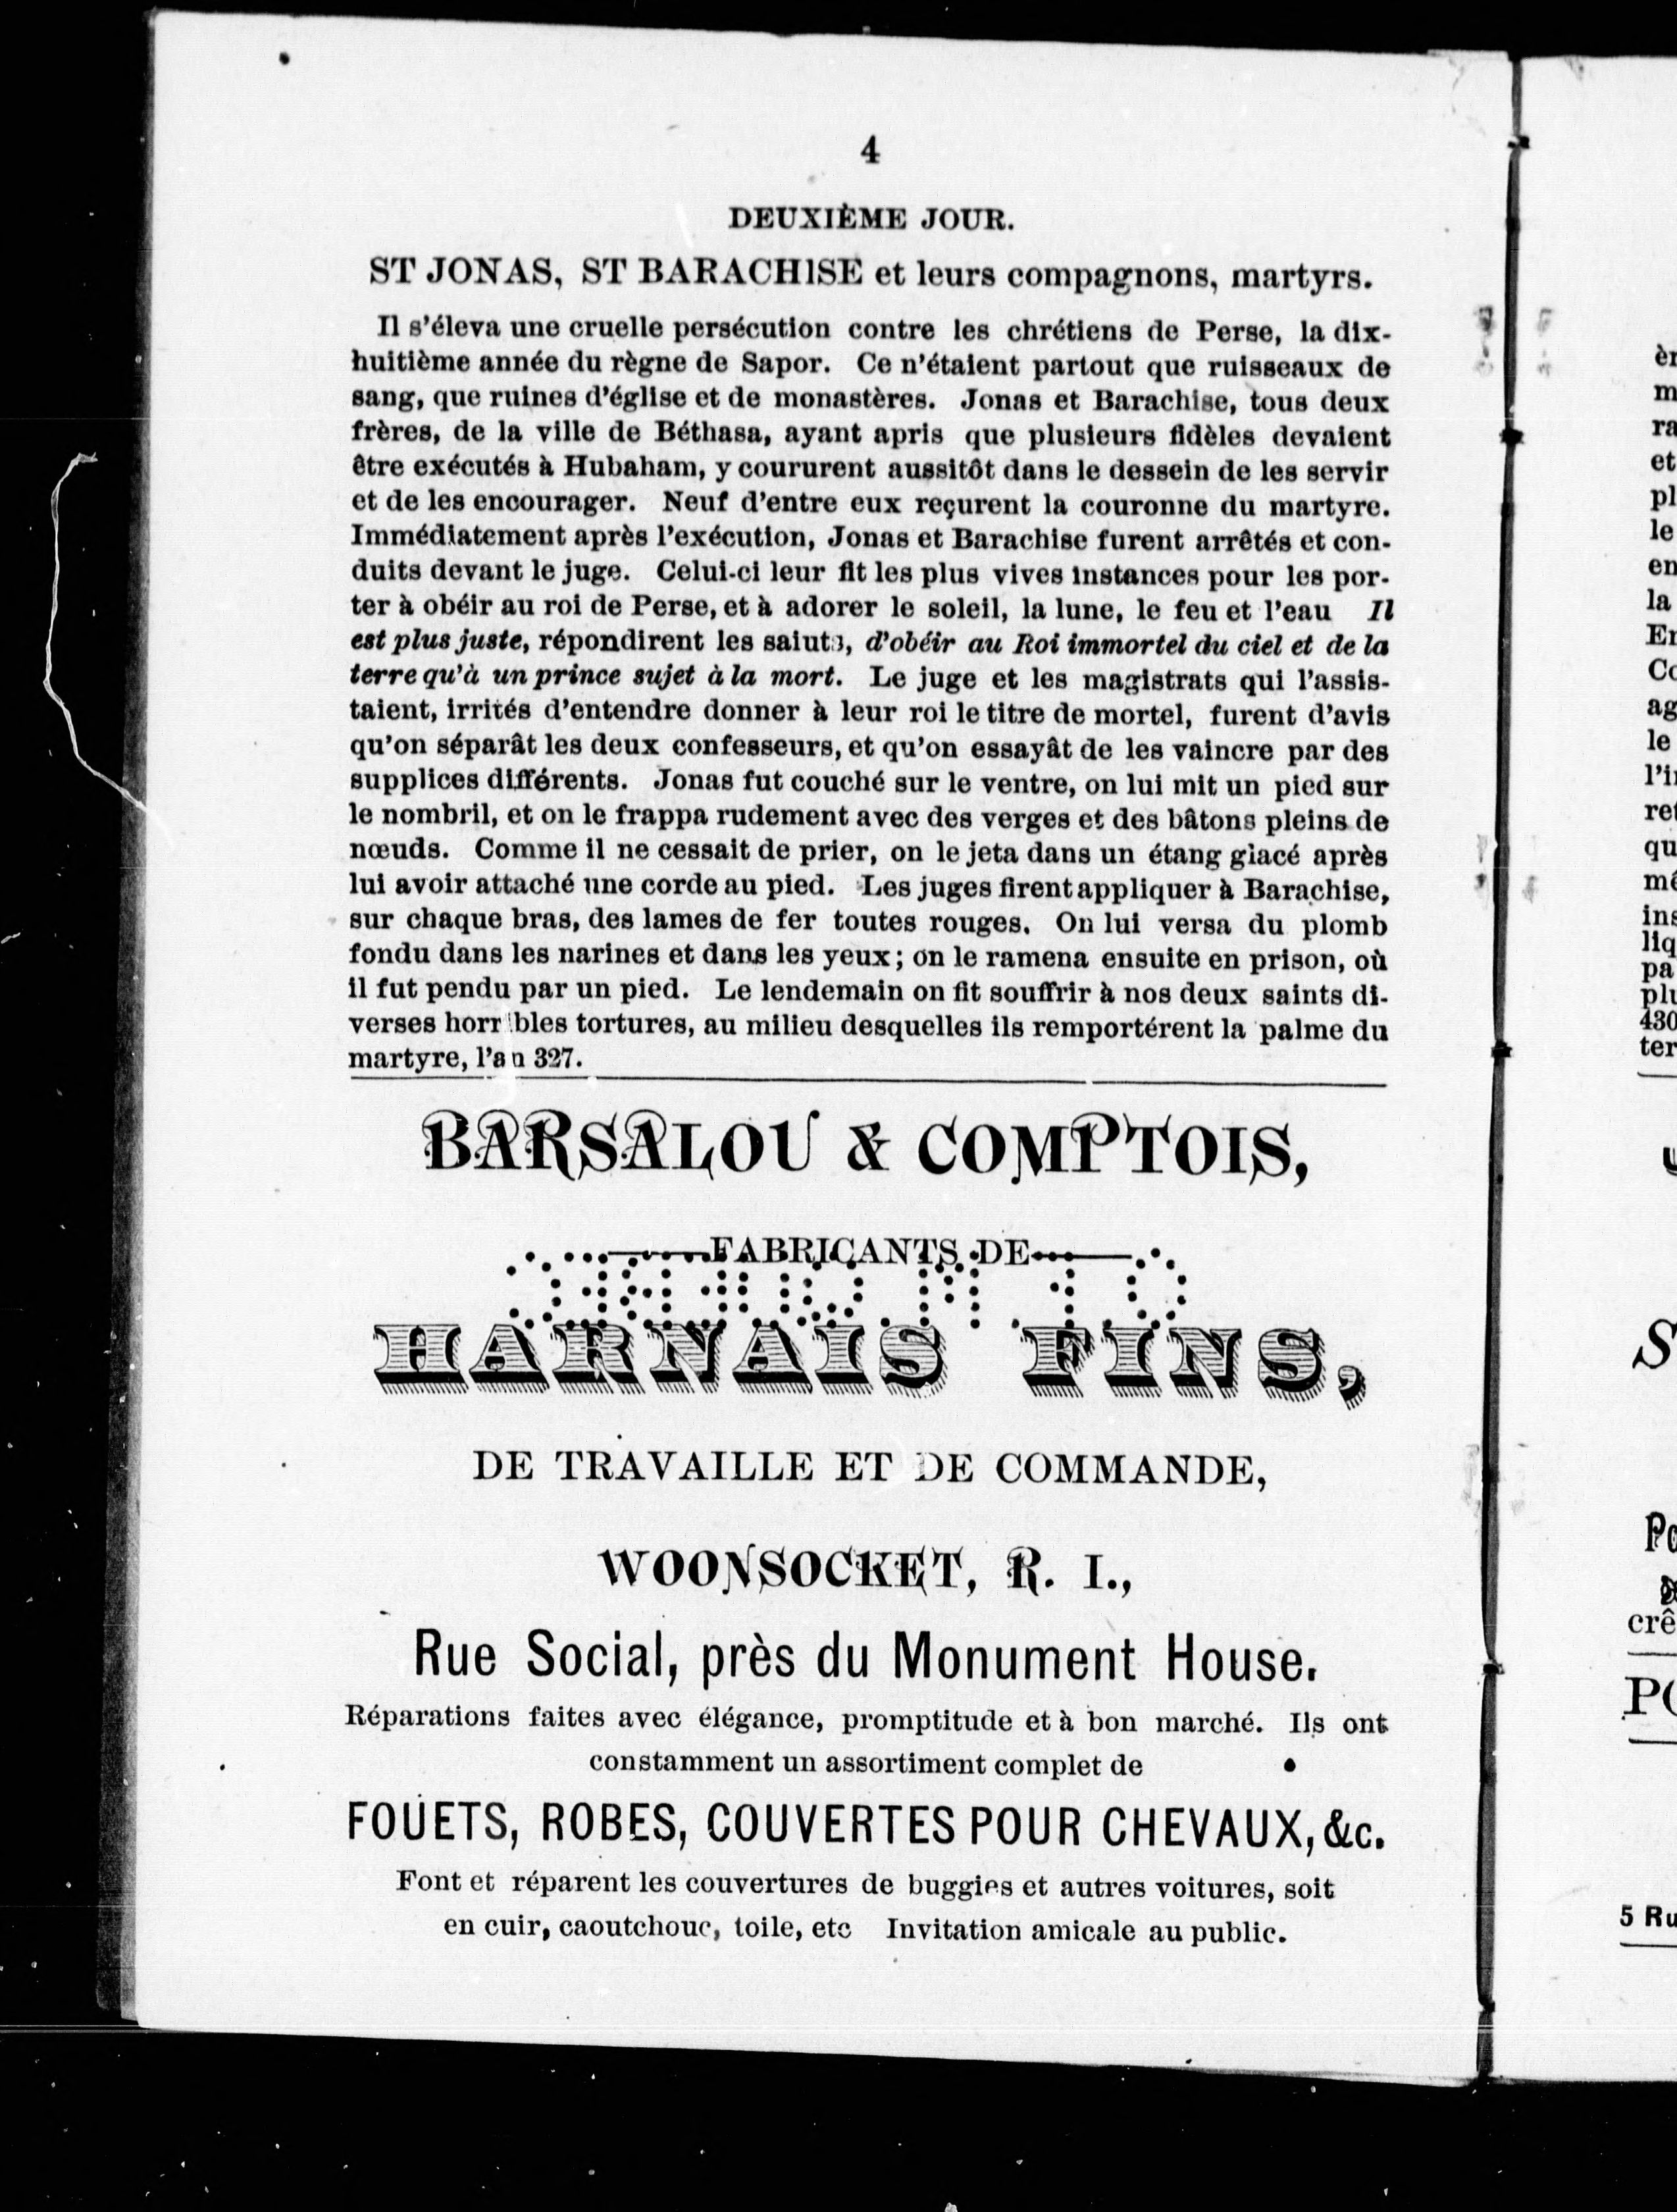 4
DEUXIÈME JOUR.
ST JONAS, ST BARACHISE et leurs compagnons, martyrs.
Il s'éleva une cruelle persécution contre les chrétiens de Perse, la dix-
huitième année du règne de Sapor. Ce n'étaient partout que ruisseaux de
sang, que ruines d'église et de monastères. Jonas et Barachise, tous deux
frères, de la ville de Béthasa, ayant apris que plusieurs fidèles devaient
être exécutés à Hubaham, y coururent aussitôt dans le dessein de les servir
et de les encourager. Neuf d'entre eux reçurent la couronne du martyre.
Immédiatement après l'exécution, Jonas et Barachise furent arrêtés et con-
duits devant le juge. Celui-ci leur fit les plus vives instances pour les por-
ter à obéir au roi de Perse, et à adorer le soleil, la lune, le feu et l'eau Il
est plus juste, répondirent les saiuts, d'obéir au Roi immortel du ciel et de la
terre qu'à un prince sujet à la mort. Le juge et les magistrats qui l'assis-
taient, irrités d'entendre donner à leur roi le titre de mortel, furent d'avis
qu'on séparât les deux confesseurs, et qu'on essayât de les vaincre par des
supplices différents. Jonas fut couché sur le ventre, on lui mit un pied sur
le nombril, et on le frappa rudement avec des verges et des bâtons pleins de
nœuds. Comme il ne cessait de prier, on le jeta dans un étang glacé après
lui avoir attaché une corde au pied. Les juges firent appliquer à Barachise,
sur chaque bras, des lames de fer toutes rouges. On lui versa du plomb
fondu dans les narines et dans les yeux; on le ramena ensuite en prison, où
il fut pendu par un pied. Le lendemain on fit souffrir à nos deux saints di-
verses horribles tortures, au milieu desquelles ils remportérent la palme du
martyre, l'an 327.
BARSALOU & COMPTOIS,
FABRICANTS DE
HARNAIS FINS,
DE TRAVAILLE ET DE COMMANDE,
WOONSOCKET, R. I.,
Rue Social, près du Monument House.
Réparations faites avec élégance, promptitude et à bon marché. Ils ont
constamment un assortiment complet de
FOUETS, ROBES, COUVERTES POUR CHEVAUX, &c.
Font et réparent les couvertures de buggies et autres voitures, soit
en cuir, caoutchouc, toile, etc Invitation amicale au public.